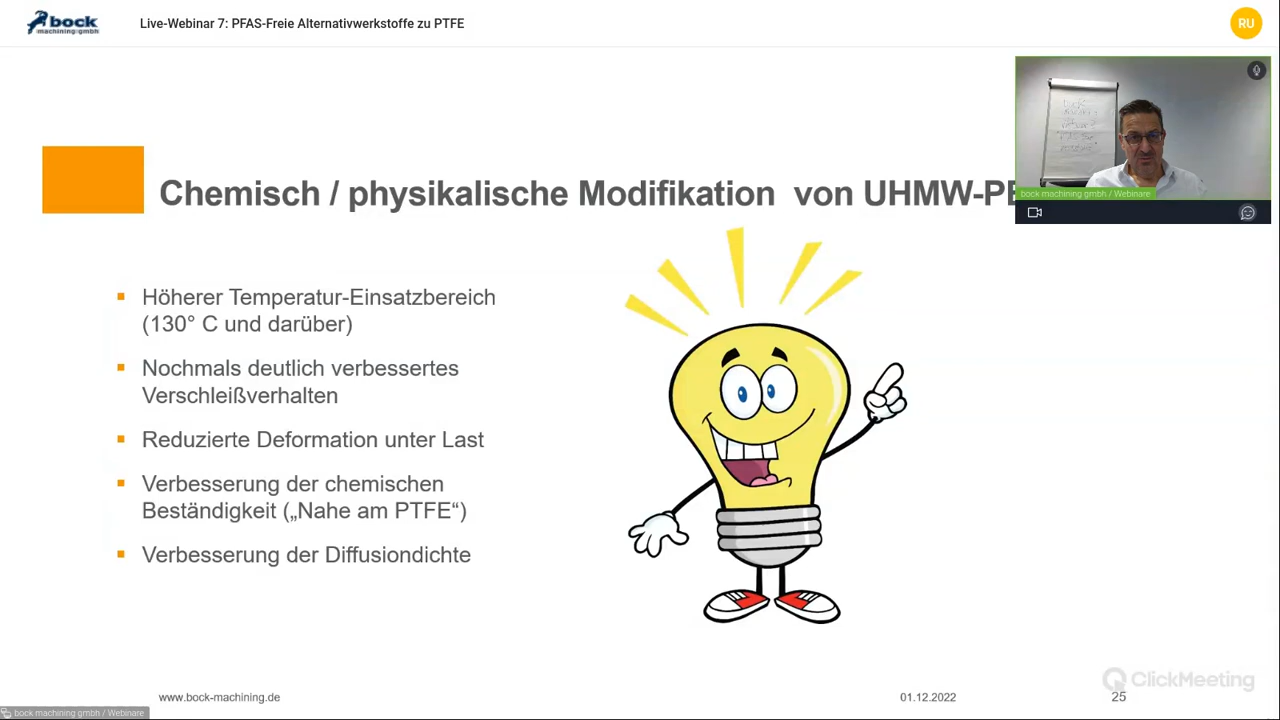 bock
machining gmbh
Live-Webinar 7: PFAS-Freie Alternativwerkstoffe zu PTFE
RU
bock machining gmbh / Webinare
Chemisch / physikalische Modifikation von UHMW-PE
Höherer Temperatur-Einsatzbereich
(130° C und darüber)
Nochmals deutlich verbessertes
Verschleißverhalten
Reduzierte Deformation unter Last
Verbesserung der chemischen
Beständigkeit („Nahe am PTFE“)
Verbesserung der Diffusiondichte
ClickMeeting
www.bock-machining.de
01.12.2022
25
bock machining gmbh / Webinare